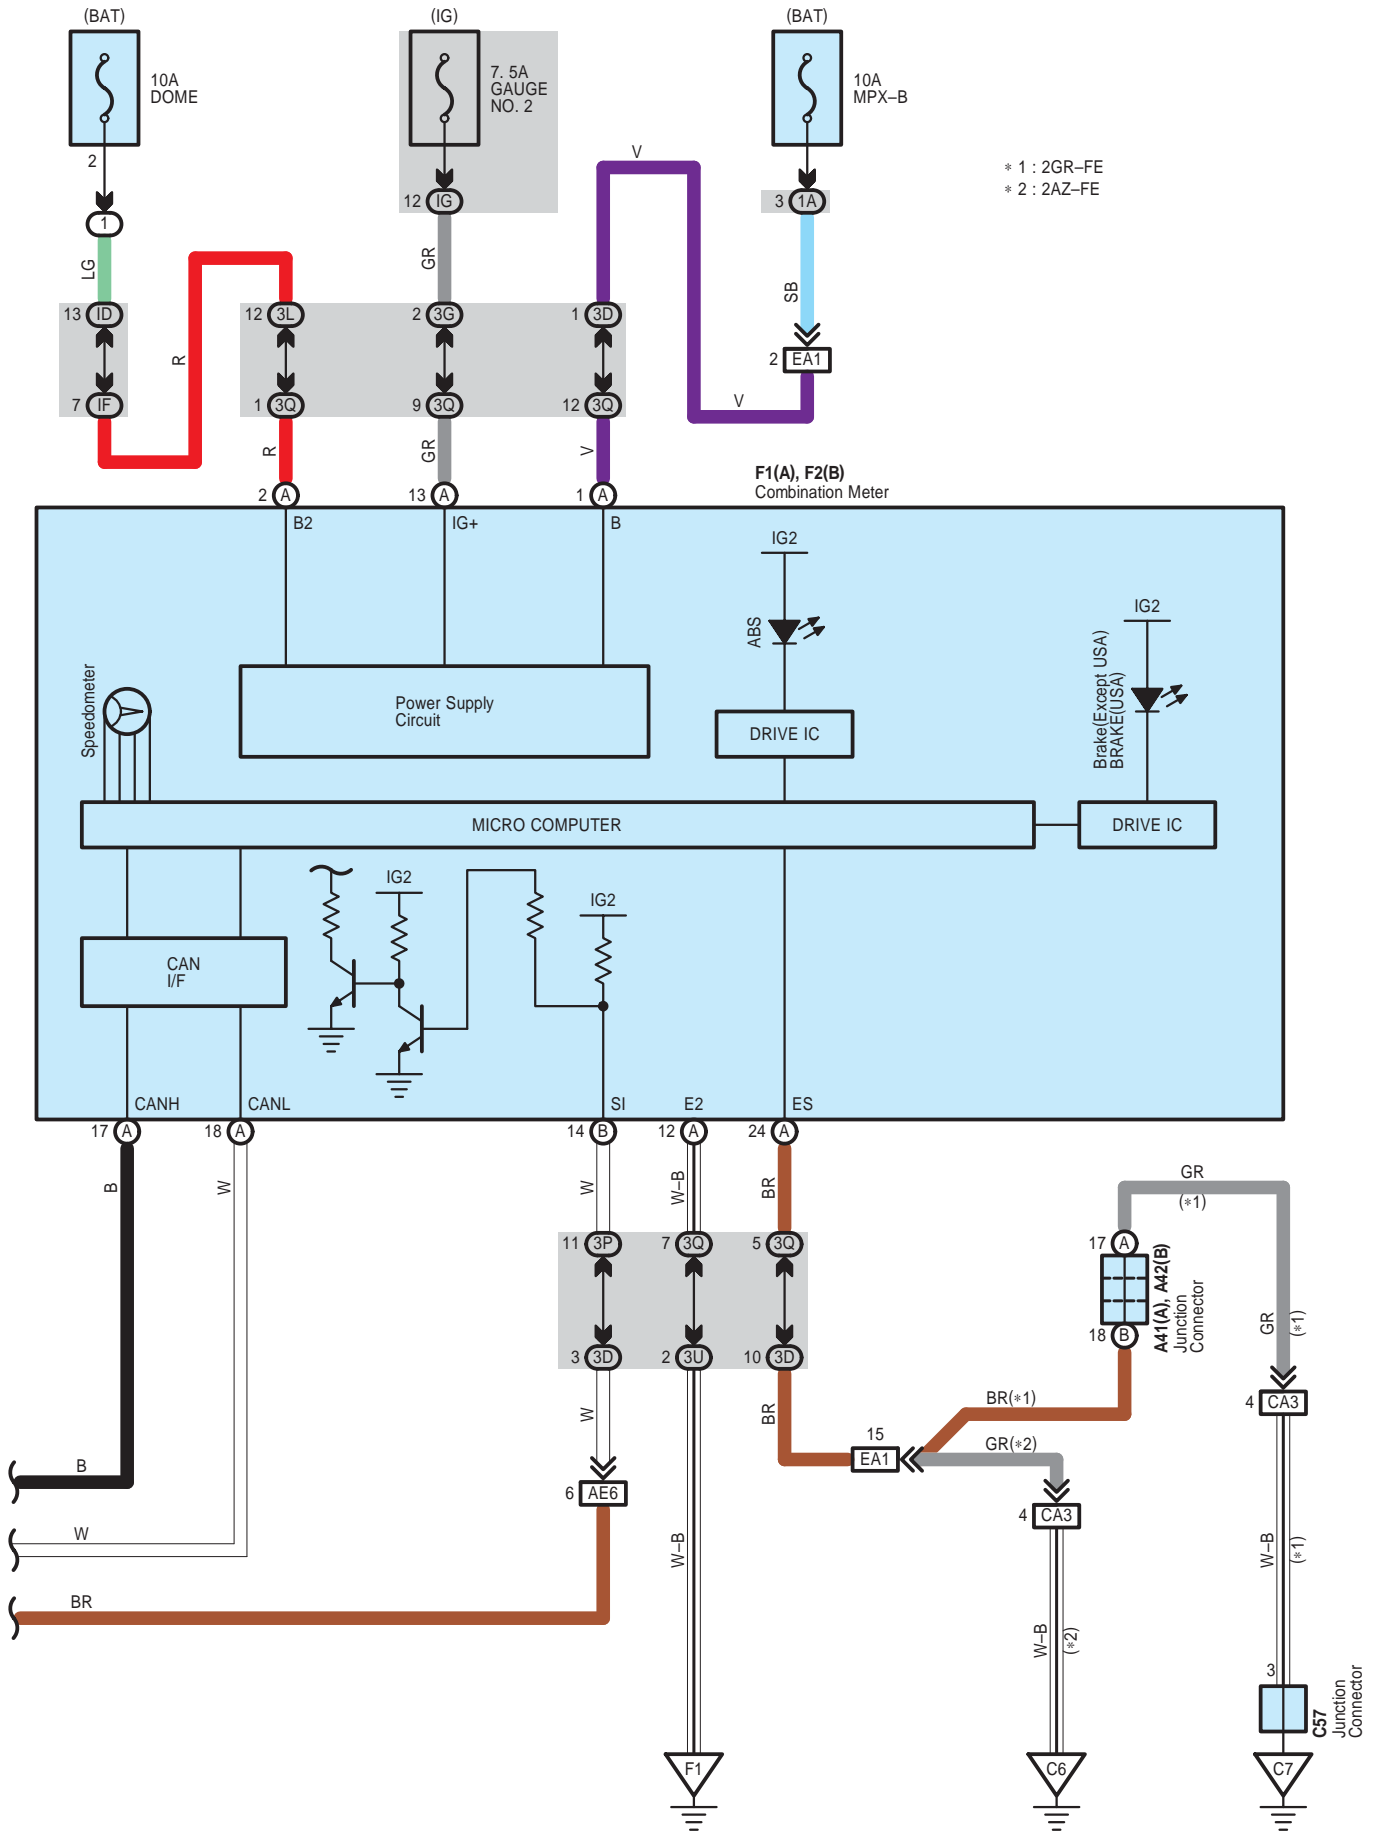 (BAT)
(IG)
(BAT)
10A
DOME
7. 5A
GAUGE
NO. 2
10A
MPX–B
2
1
12 IG
3 1A
V
∗ 1 : 2GR–FE
∗ 2 : 2AZ–FE
LG
GR
SB
13 ID
12 3L
2 3G
1 3D
R
2 EA1
7 IF
1 3Q
9 3Q
12 3Q
V
R
GR
V
F1(A), F2(B)
Combination Meter
2 A
13 A
1 A
B2
IG+
B
IG2
ABS
IG2
Brake(Except USA)
BRAKE(USA)
Speedometer
Power Supply
Circuit
DRIVE IC
MICRO COMPUTER
DRIVE IC
IG2
IG2
CAN
I/F
CANH
CANL
SI
E2
ES
17 A
18 A
14 B
12 A
24 A
B
W
W
W–B
BR
GR
(∗1)
11 3P
7 3Q
5 3Q
17 A
A41(A), A42(B)
Junction
Connector
18 B
GR
(∗1)
3 3D
2 3U
10 3D
W
BR
BR(∗1)
4 CA3
15
EA1
GR(∗2)
B
6 AE6
4 CA3
W
W–B
W–B
(∗1)
BR
W–B
(∗2)
3
C57
Junction
Connector
F1
C6
C7